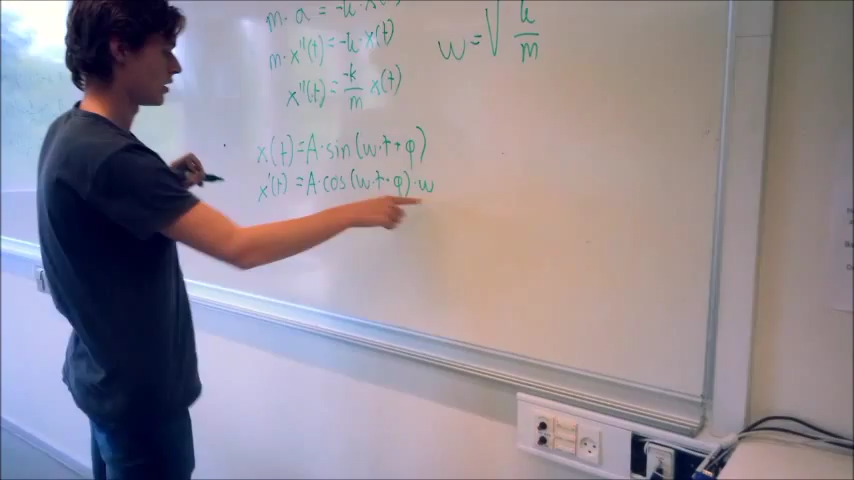 m·a = -k·x(t)
m·x''(t) = -k·x(t)
x''(t) = -k/m x(t)
w = √k/m
x(t) = A·sin(w·t+φ)
x'(t) = A·cos(w·t+φ)·w